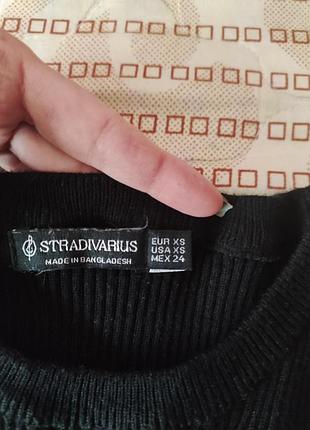 STRADIVARIUS
MADE IN BANGLADESH
EUR XS
USA XS
MEX 24